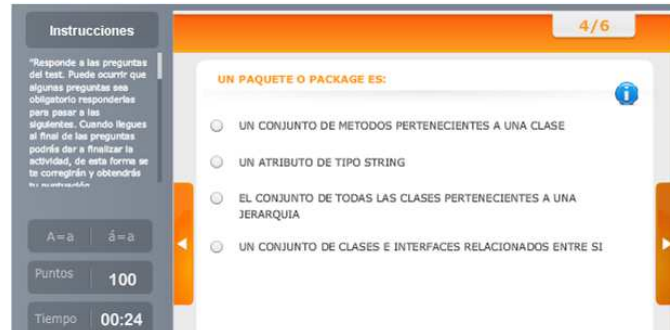 Instrucciones
4/6
"Responde a las preguntas
del test. Puede ocurrir que
algunas preguntas sea
obligatorio responderlas
para pasar a las
siguientes. Cuando llegues
al final de las preguntas
podrás dar a finalizar la
actividad, de esta forma se
te corregirán y obtendrás
tu puntuación
UN PAQUETE O PACKAGE ES:
UN CONJUNTO DE METODOS PERTENECIENTES A UNA CLASE
UN ATRIBUTO DE TIPO STRING
EL CONJUNTO DE TODAS LAS CLASES PERTENECIENTES A UNA
JERARQUIA
UN CONJUNTO DE CLASES E INTERFACES RELACIONADOS ENTRE SI
A=a á=a
Puntos 100
Tiempo 00:24